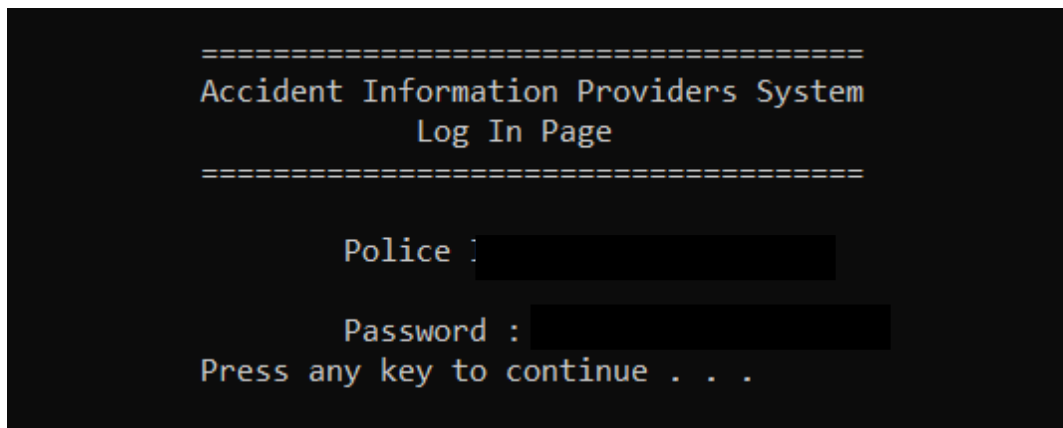 =====================================
Accident Information Providers System
Log In Page
=====================================
Police
Password :
Press any key to continue . . .